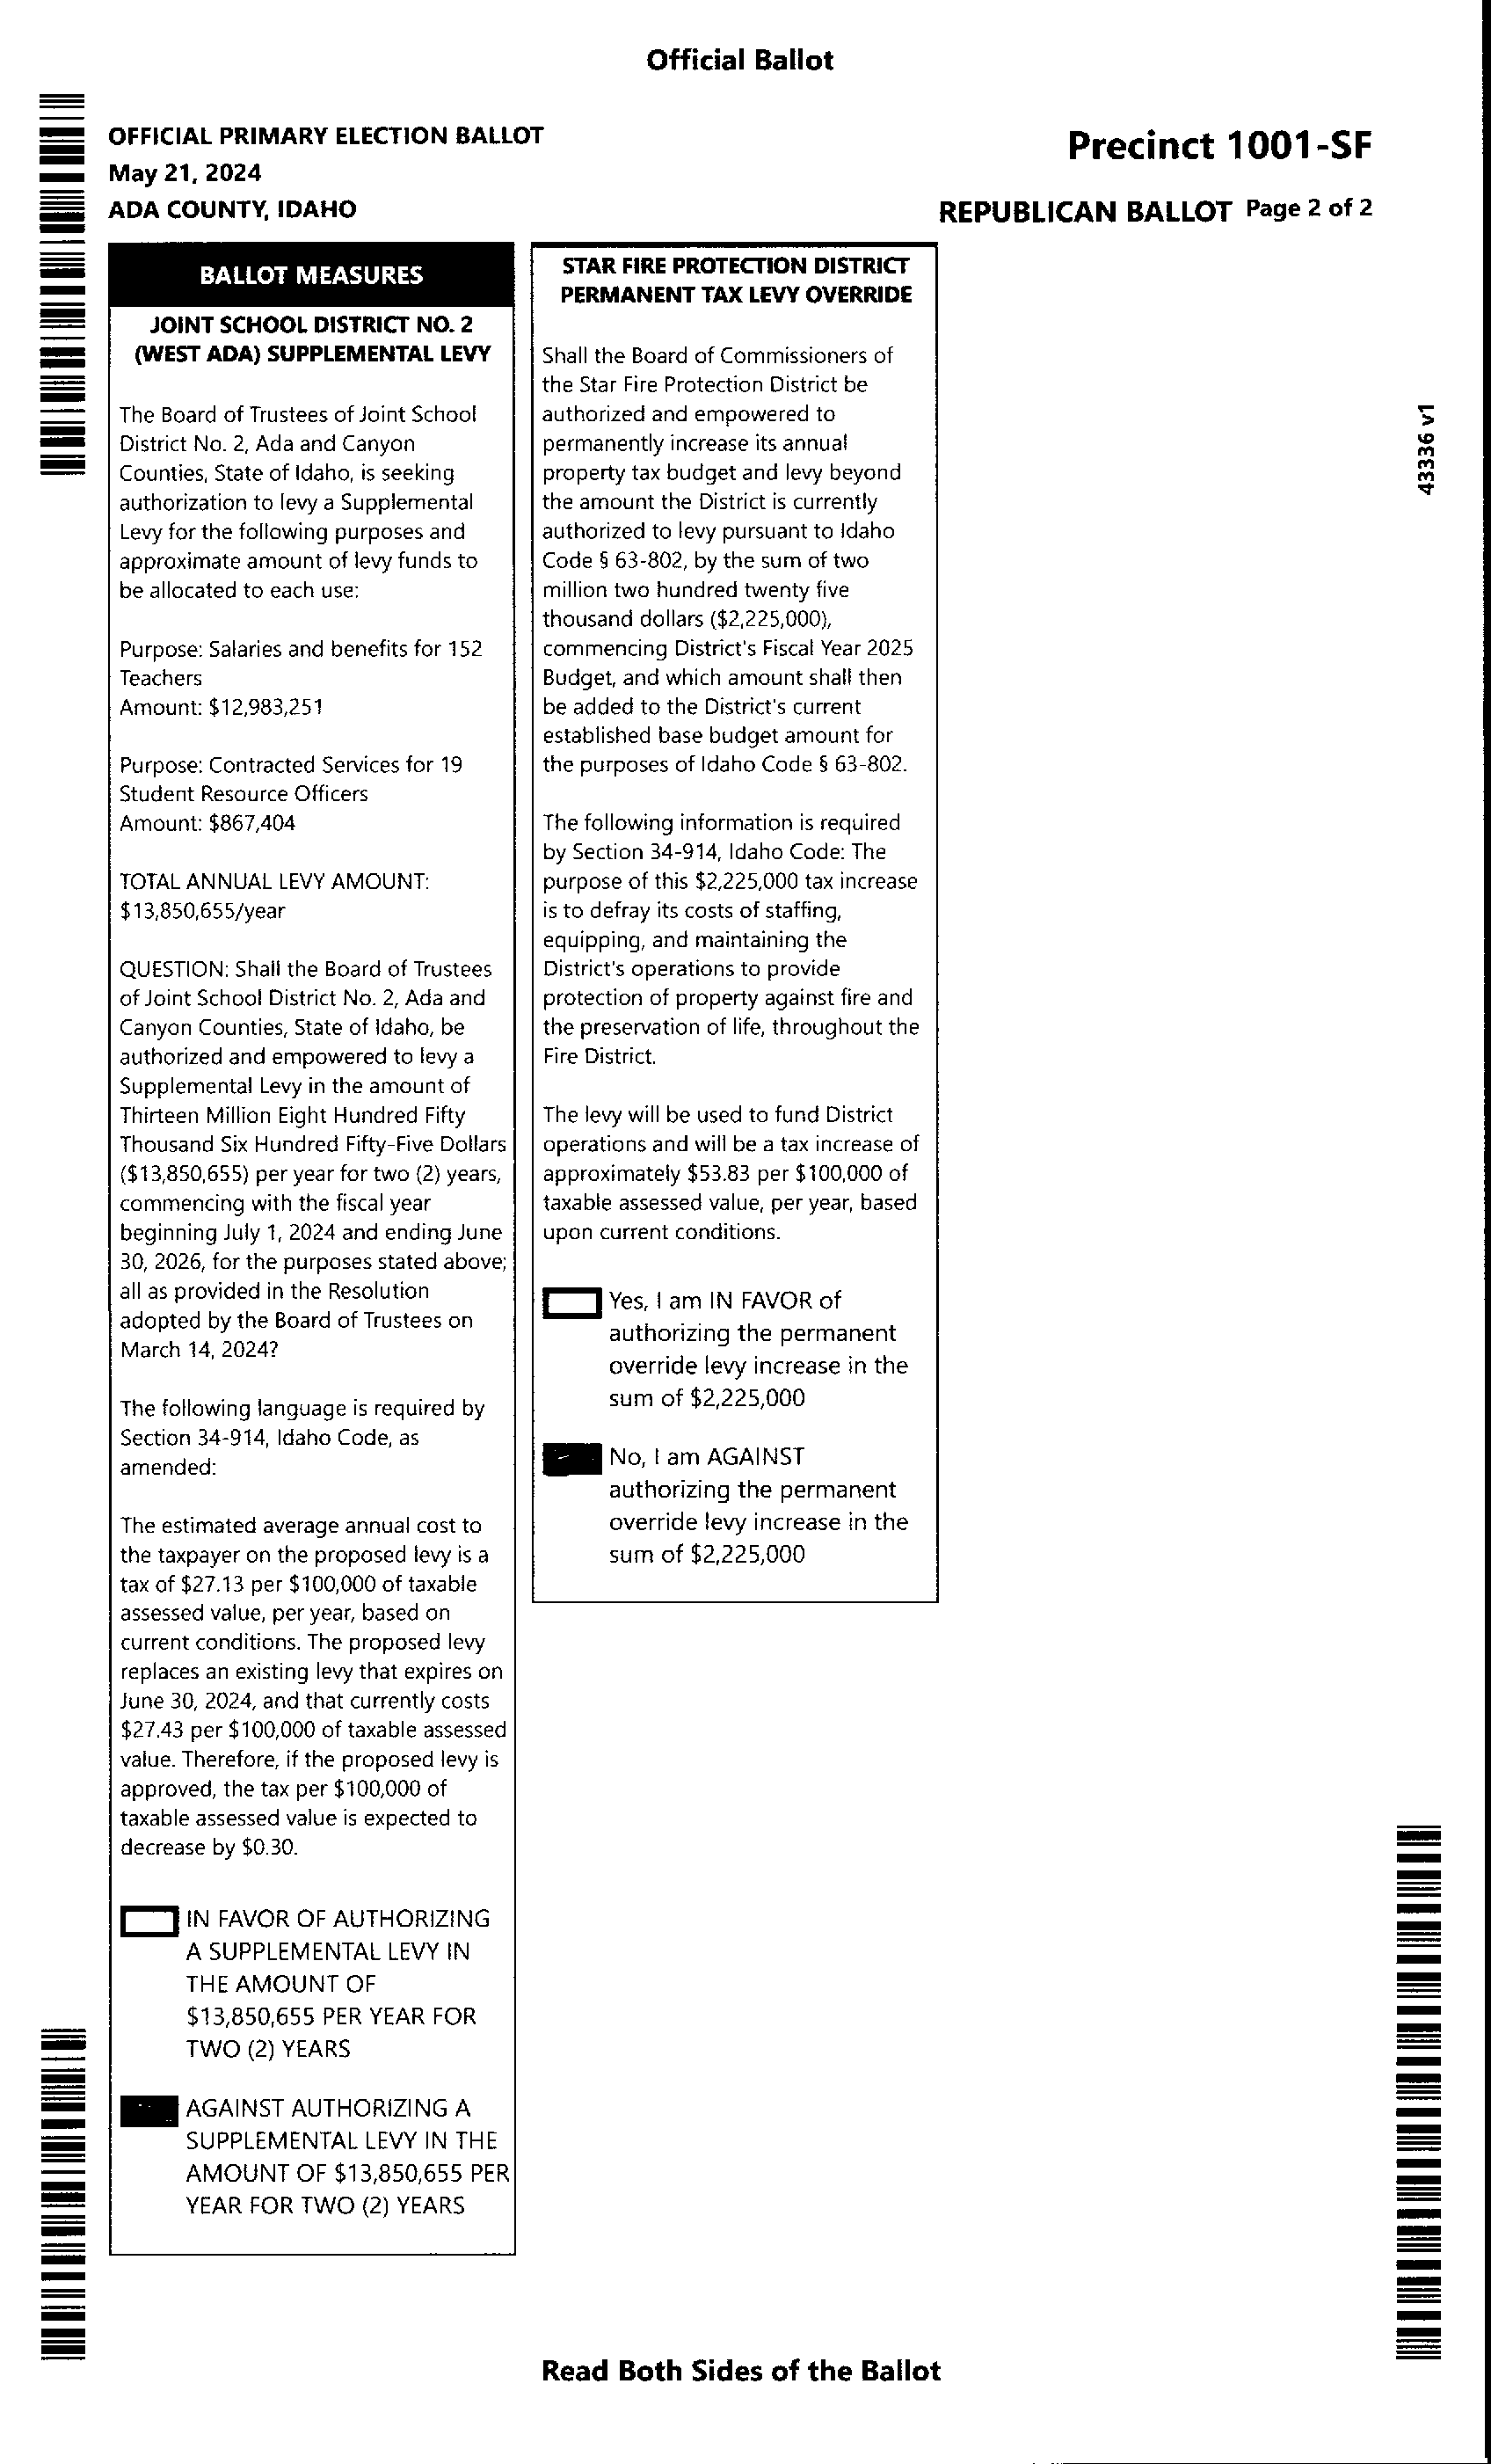 Official Ballot
OFFICIAL PRIMARY ELECTION BALLOT
May 21, 2024
ADA COUNTY, IDAHO
Precinct 1001-SF
REPUBLICAN BALLOT Page 2 of 2
BALLOT MEASURES
JOINT SCHOOL DISTRICT NO. 2
(WEST ADA) SUPPLEMENTAL LEVY
The Board of Trustees of Joint School
District No. 2, Ada and Canyon
Counties, State of Idaho, is seeking
authorization to levy a Supplemental
Levy for the following purposes and
approximate amount of levy funds to
be allocated to each use:
Purpose: Salaries and benefits for 152
Teachers
Amount: $12,983,251
Purpose: Contracted Services for 19
Student Resource Officers
Amount: $867,404
TOTAL ANNUAL LEVY AMOUNT:
$13,850,655/year
QUESTION: Shall the Board of Trustees
of Joint School District No. 2, Ada and
Canyon Counties, State of Idaho, be
authorized and empowered to levy a
Supplemental Levy in the amount of
Thirteen Million Eight Hundred Fifty
Thousand Six Hundred Fifty-Five Dollars
($13,850,655) per year for two (2) years,
commencing with the fiscal year
beginning July 1, 2024 and ending June
30, 2026, for the purposes stated above;
all as provided in the Resolution
adopted by the Board of Trustees on
March 14, 2024?
The following language is required by
Section 34-914, Idaho Code, as
amended:
The estimated average annual cost to
the taxpayer on the proposed levy is a
tax of $27.13 per $100,000 of taxable
assessed value, per year, based on
current conditions. The proposed levy
replaces an existing levy that expires on
June 30, 2024, and that currently costs
$27.43 per $100,000 of taxable assessed
value. Therefore, if the proposed levy is
approved, the tax per $100,000 of
taxable assessed value is expected to
decrease by $0.30.
IN FAVOR OF AUTHORIZING
A SUPPLEMENTAL LEVY IN
THE AMOUNT OF
$13,850,655 PER YEAR FOR
TWO (2) YEARS
AGAINST AUTHORIZING A
SUPPLEMENTAL LEVY IN THE
AMOUNT OF $13,850,655 PER
YEAR FOR TWO (2) YEARS
STAR FIRE PROTECTION DISTRICT
PERMANENT TAX LEVY OVERRIDE
Shall the Board of Commissioners of
the Star Fire Protection District be
authorized and empowered to
permanently increase its annual
property tax budget and levy beyond
the amount the District is currently
authorized to levy pursuant to Idaho
Code § 63-802, by the sum of two
million two hundred twenty five
thousand dollars ($2,225,000),
commencing District's Fiscal Year 2025
Budget, and which amount shall then
be added to the District's current
established base budget amount for
the purposes of Idaho Code § 63-802.
The following information is required
by Section 34-914, Idaho Code: The
purpose of this $2,225,000 tax increase
is to defray its costs of staffing,
equipping, and maintaining the
District's operations to provide
protection of property against fire and
the preservation of life, throughout the
Fire District.
The levy will be used to fund District
operations and will be a tax increase of
approximately $53.83 per $100,000 of
taxable assessed value, per year, based
upon current conditions.
Yes, I am IN FAVOR of
authorizing the permanent
override levy increase in the
sum of $2,225,000
No, I am AGAINST
authorizing the permanent
override levy increase in the
sum of $2,225,000
43336 v1
Read Both Sides of the Ballot